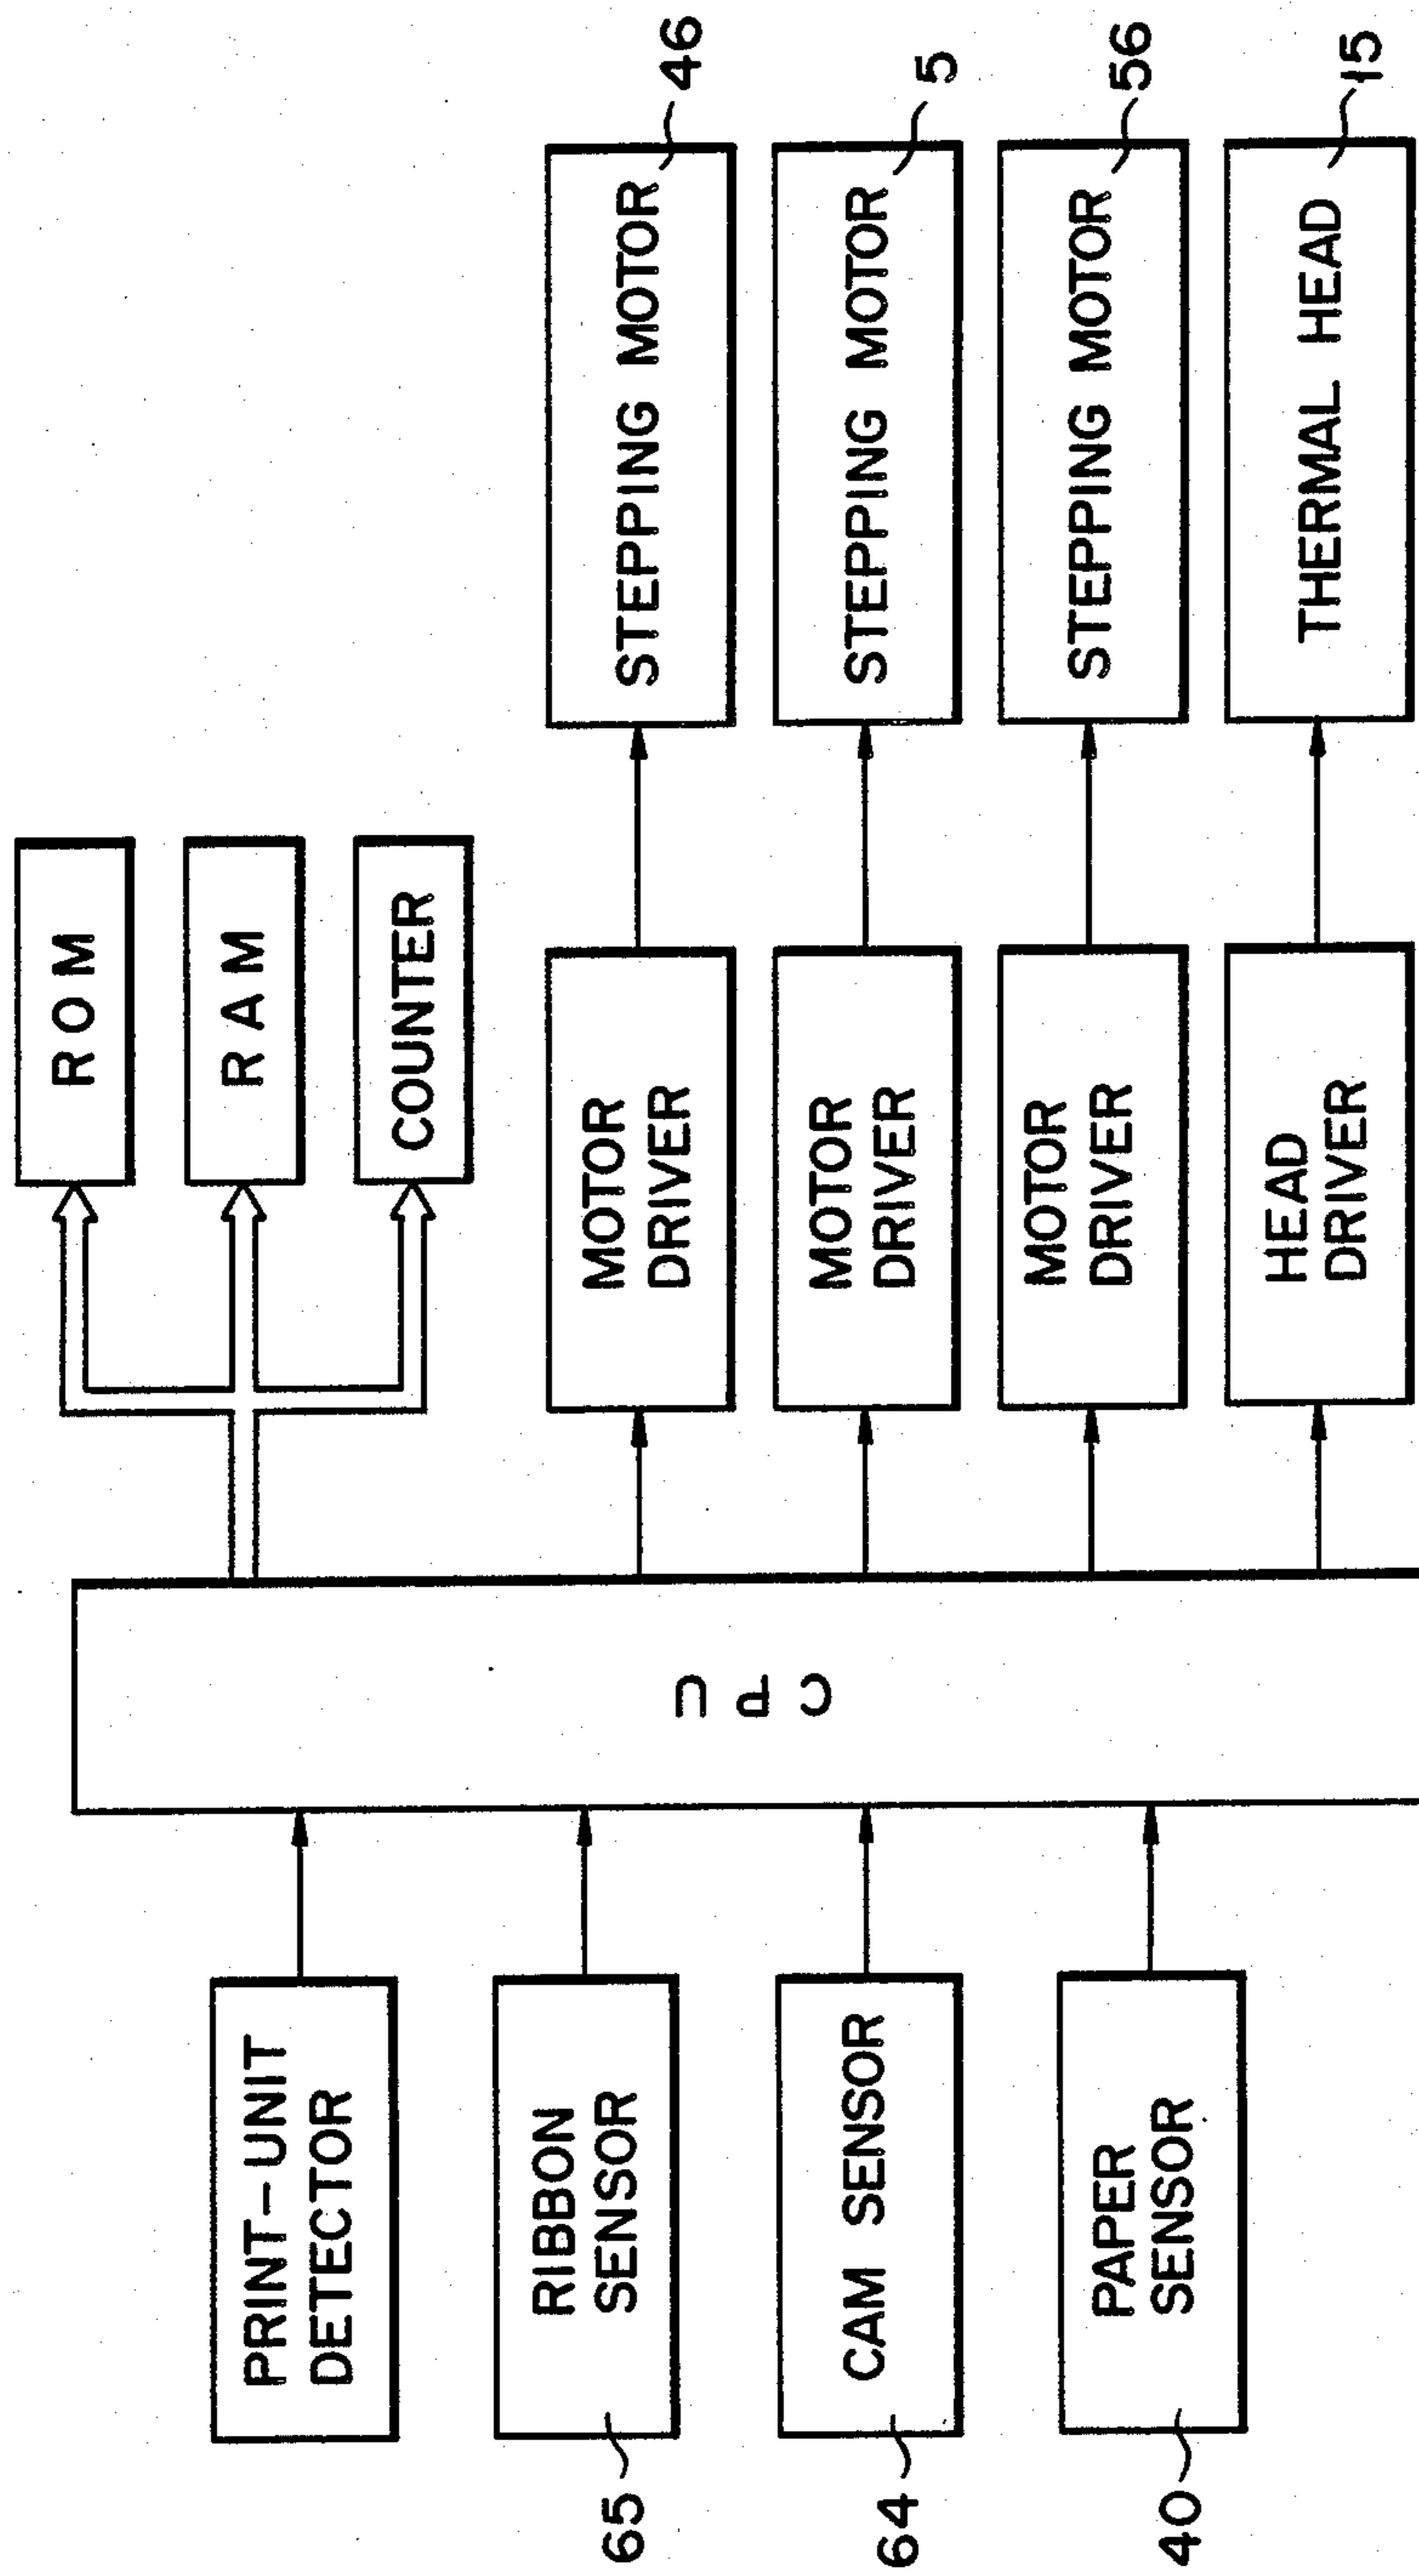 ROM
RAM
COUNTER
PRINT-UNIT
DETECTOR
RIBBON
SENSOR
65
CAM SENSOR
64
PAPER
SENSOR
40
CPU
MOTOR
DRIVER
STEPPING MOTOR
46
MOTOR
DRIVER
STEPPING MOTOR
5
MOTOR
DRIVER
STEPPING MOTOR
56
HEAD
DRIVER
THERMAL HEAD
15